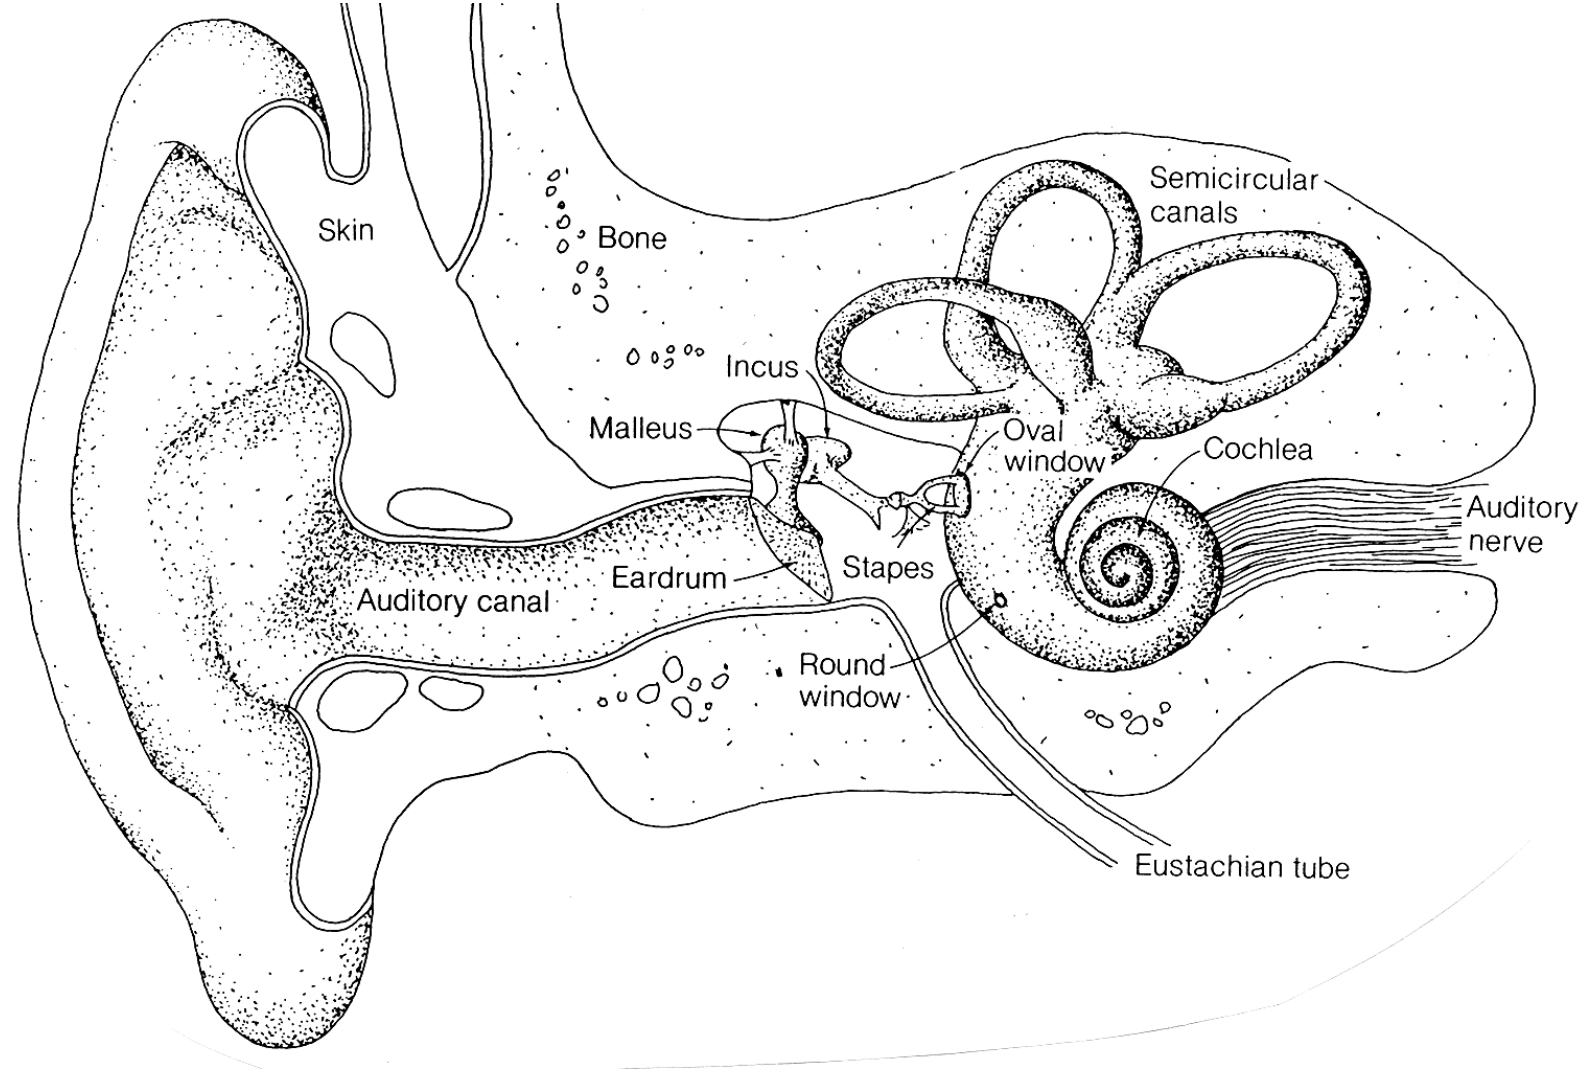 Semicircular
canals
Skin
Bone
Incus
Malleus
Oval
window
Cochlea
Auditory
nerve
Eardrum
Stapes
Auditory canal
Round
window
Eustachian tube